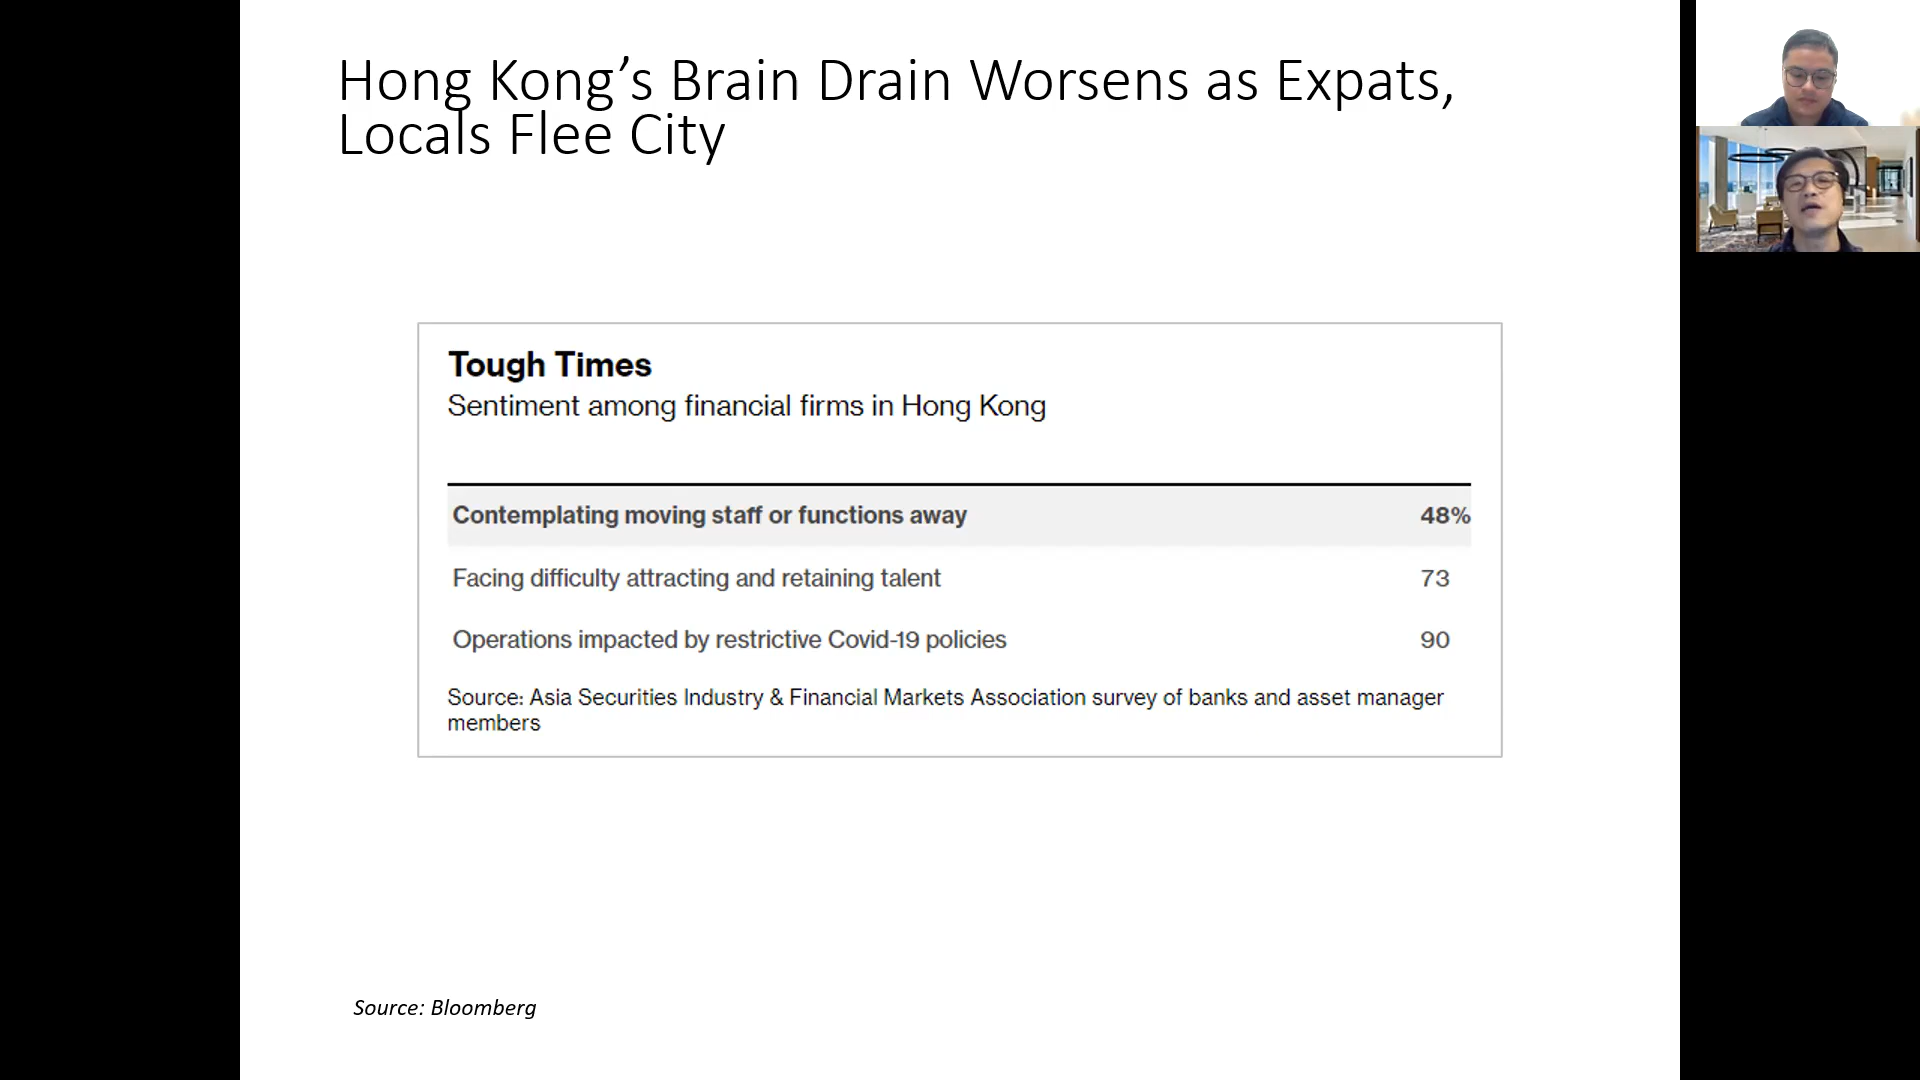 Hong Kong’s Brain Drain Worsens as Expats,
Locals Flee City
Tough Times
Sentiment among financial firms in Hong Kong
Contemplating moving staff or functions away 48%
Facing difficulty attracting and retaining talent 73
Operations impacted by restrictive Covid-19 policies 90
Source: Asia Securities Industry & Financial Markets Association survey of banks and asset manager
members
Source: Bloomberg